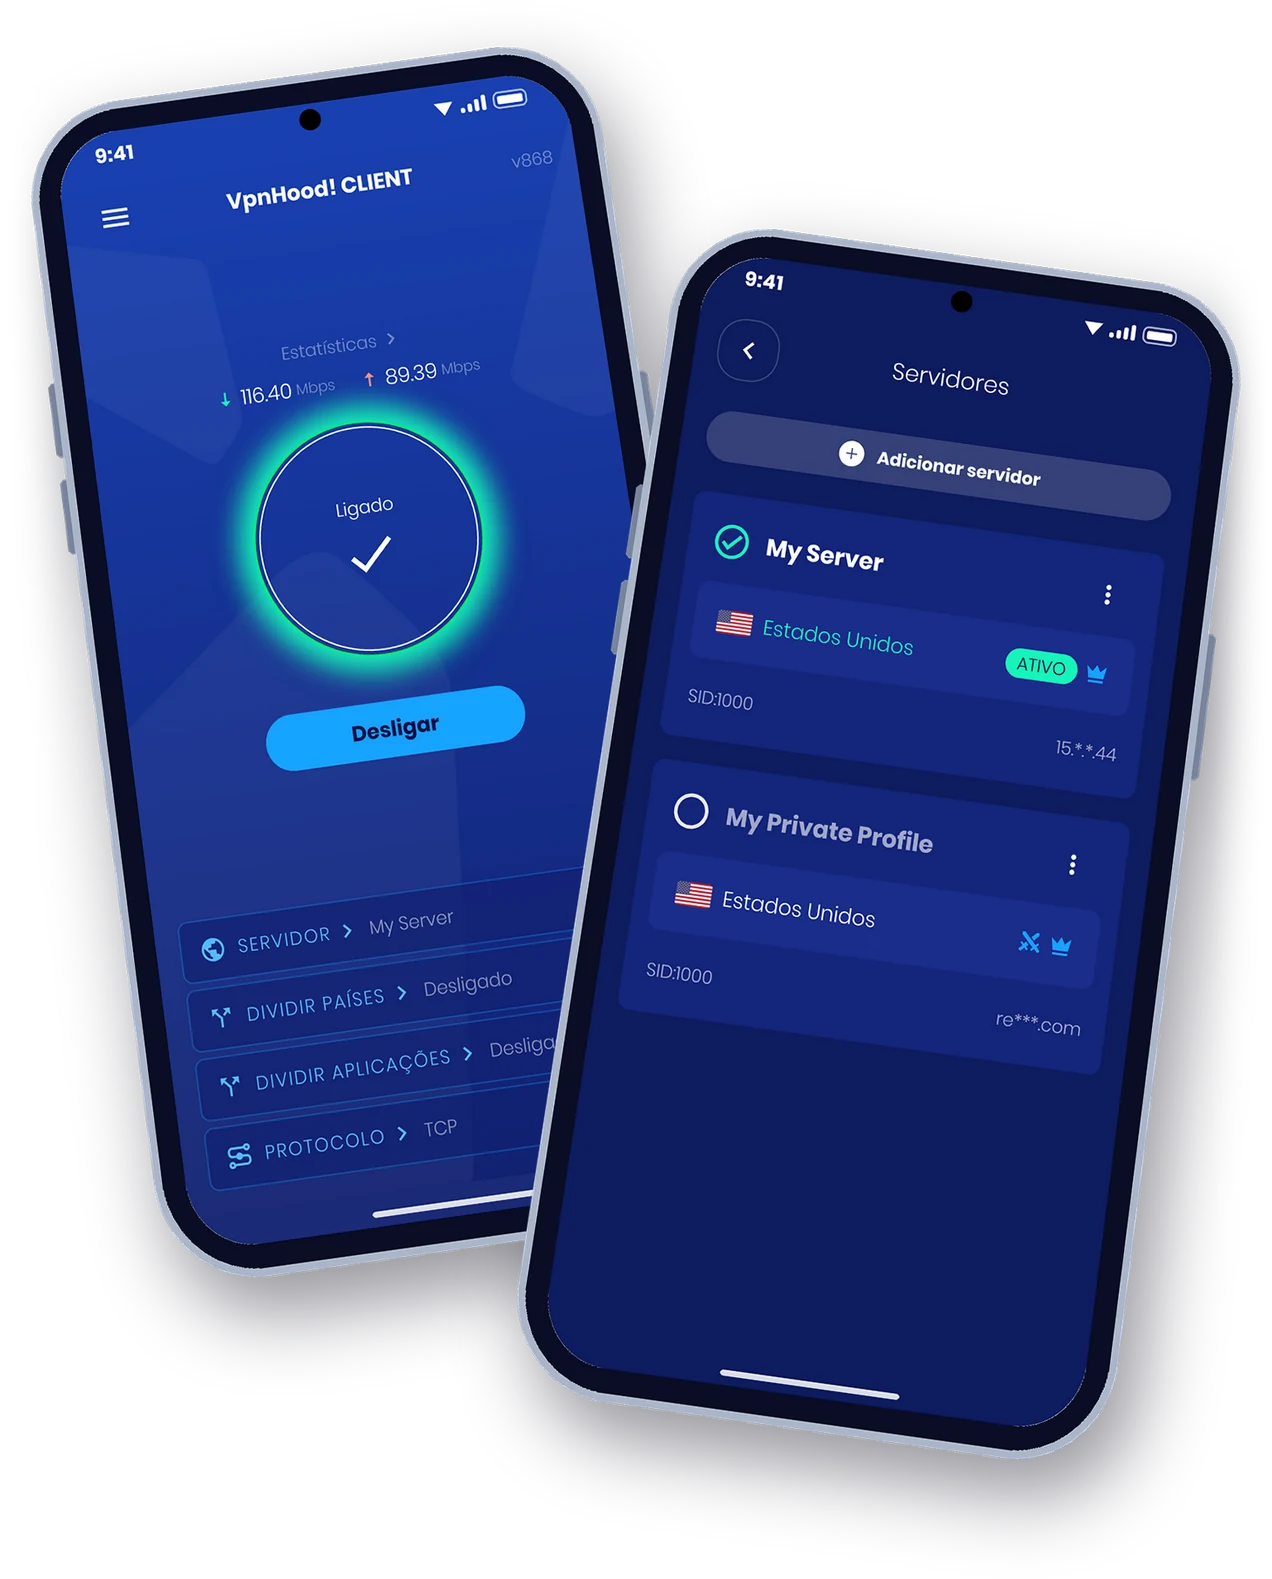 9:41
v868
VpnHood! CLIENT
Estatísticas
116.40 Mbps
89.39 Mbps
Ligado
Desligar
SERVIDOR My Server
DIVIDIR PAÍSES Desligado
DIVIDIR APLICAÇÕES Desliga
PROTOCOLO TCP
9:41
Servidores
Adicionar servidor
My Server
Estados Unidos ATIVO
SID:1000
15.*.*.44
My Private Profile
Estados Unidos
SID:1000
re***.com